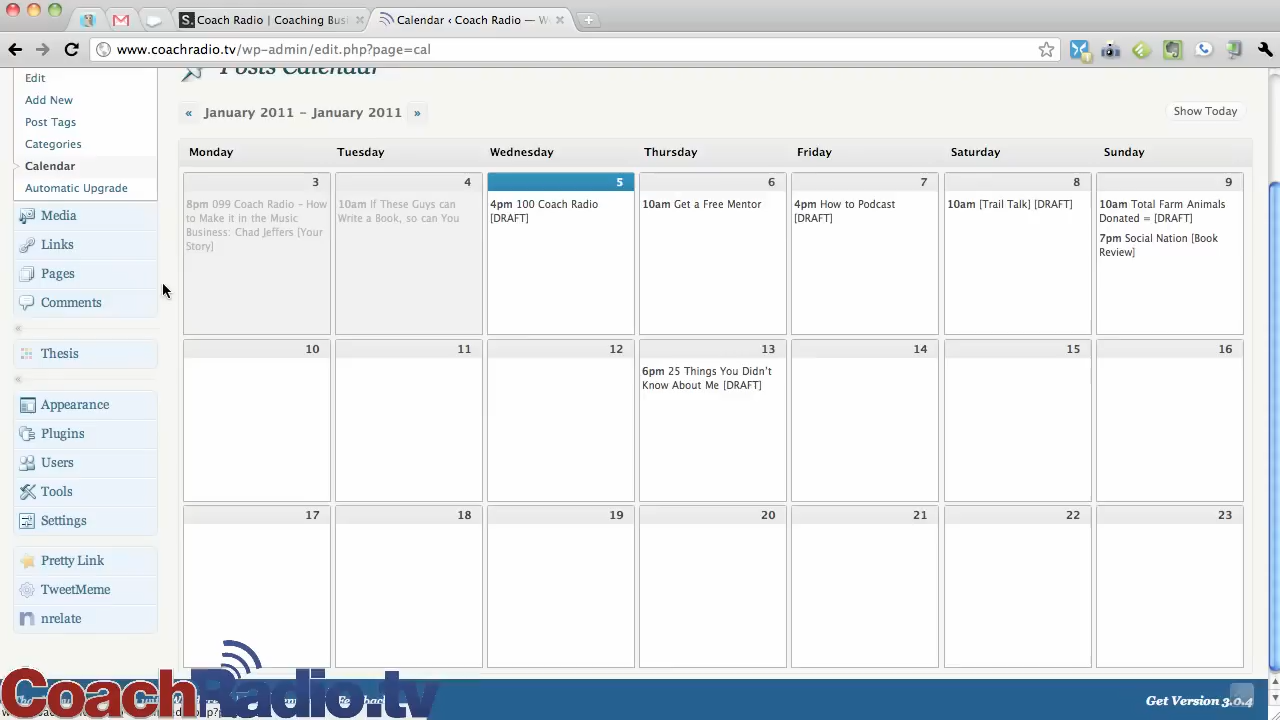 Coach Radio | Coaching Busi
Calendar ‹ Coach Radio — W
www.coachradio.tv/wp-admin/edit.php?page=cal
Edit
Add New
Post Tags
Categories
Calendar
Automatic Upgrade
Media
Links
Pages
Comments
Thesis
Appearance
Plugins
Users
Tools
Settings
Pretty Link
TweetMeme
nrelate
Posts Calendar
« January 2011 – January 2011 »
Show Today
Monday Tuesday Wednesday Thursday Friday Saturday Sunday
3
8pm 099 Coach Radio - How
to Make it in the Music
Business: Chad Jeffers [Your
Story]
4
10am If These Guys can
Write a Book, so can You
5
4pm 100 Coach Radio
[DRAFT]
6
10am Get a Free Mentor
7
4pm How to Podcast
[DRAFT]
8
10am [Trail Talk] [DRAFT]
9
10am Total Farm Animals
Donated = [DRAFT]
7pm Social Nation [Book
Review]
10 11 12
13
6pm 25 Things You Didn't
Know About Me [DRAFT]
14 15 16
17 18 19 20 21 22 23
CoachRadio.tv
Get Version 3.0.4